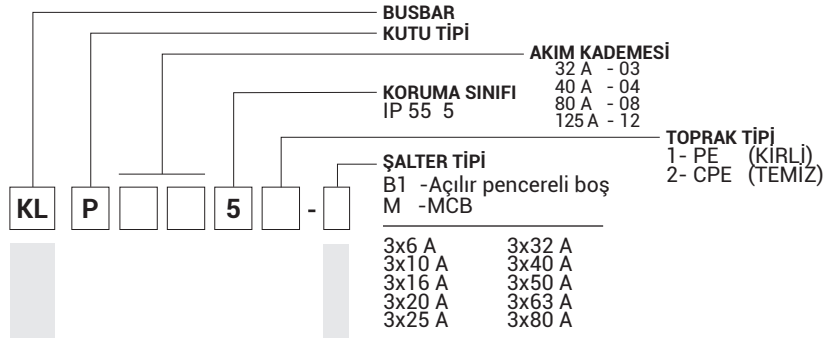 BUSBAR
KUTU TİPİ
AKIM KADEMESİ
32 A - 03
40 A - 04
80 A - 08
125 A - 12
KORUMA SINIFI
IP 55 5
TOPRAK TİPİ
1- PE (KİRLİ)
2- CPE (TEMİZ)
ŞALTER TİPİ
B1 -Açılır pencereli boş
M -MCB
KL P 5 -
3x6 A 3x32 A
3x10 A 3x40 A
3x16 A 3x50 A
3x20 A 3x63 A
3x25 A 3x80 A